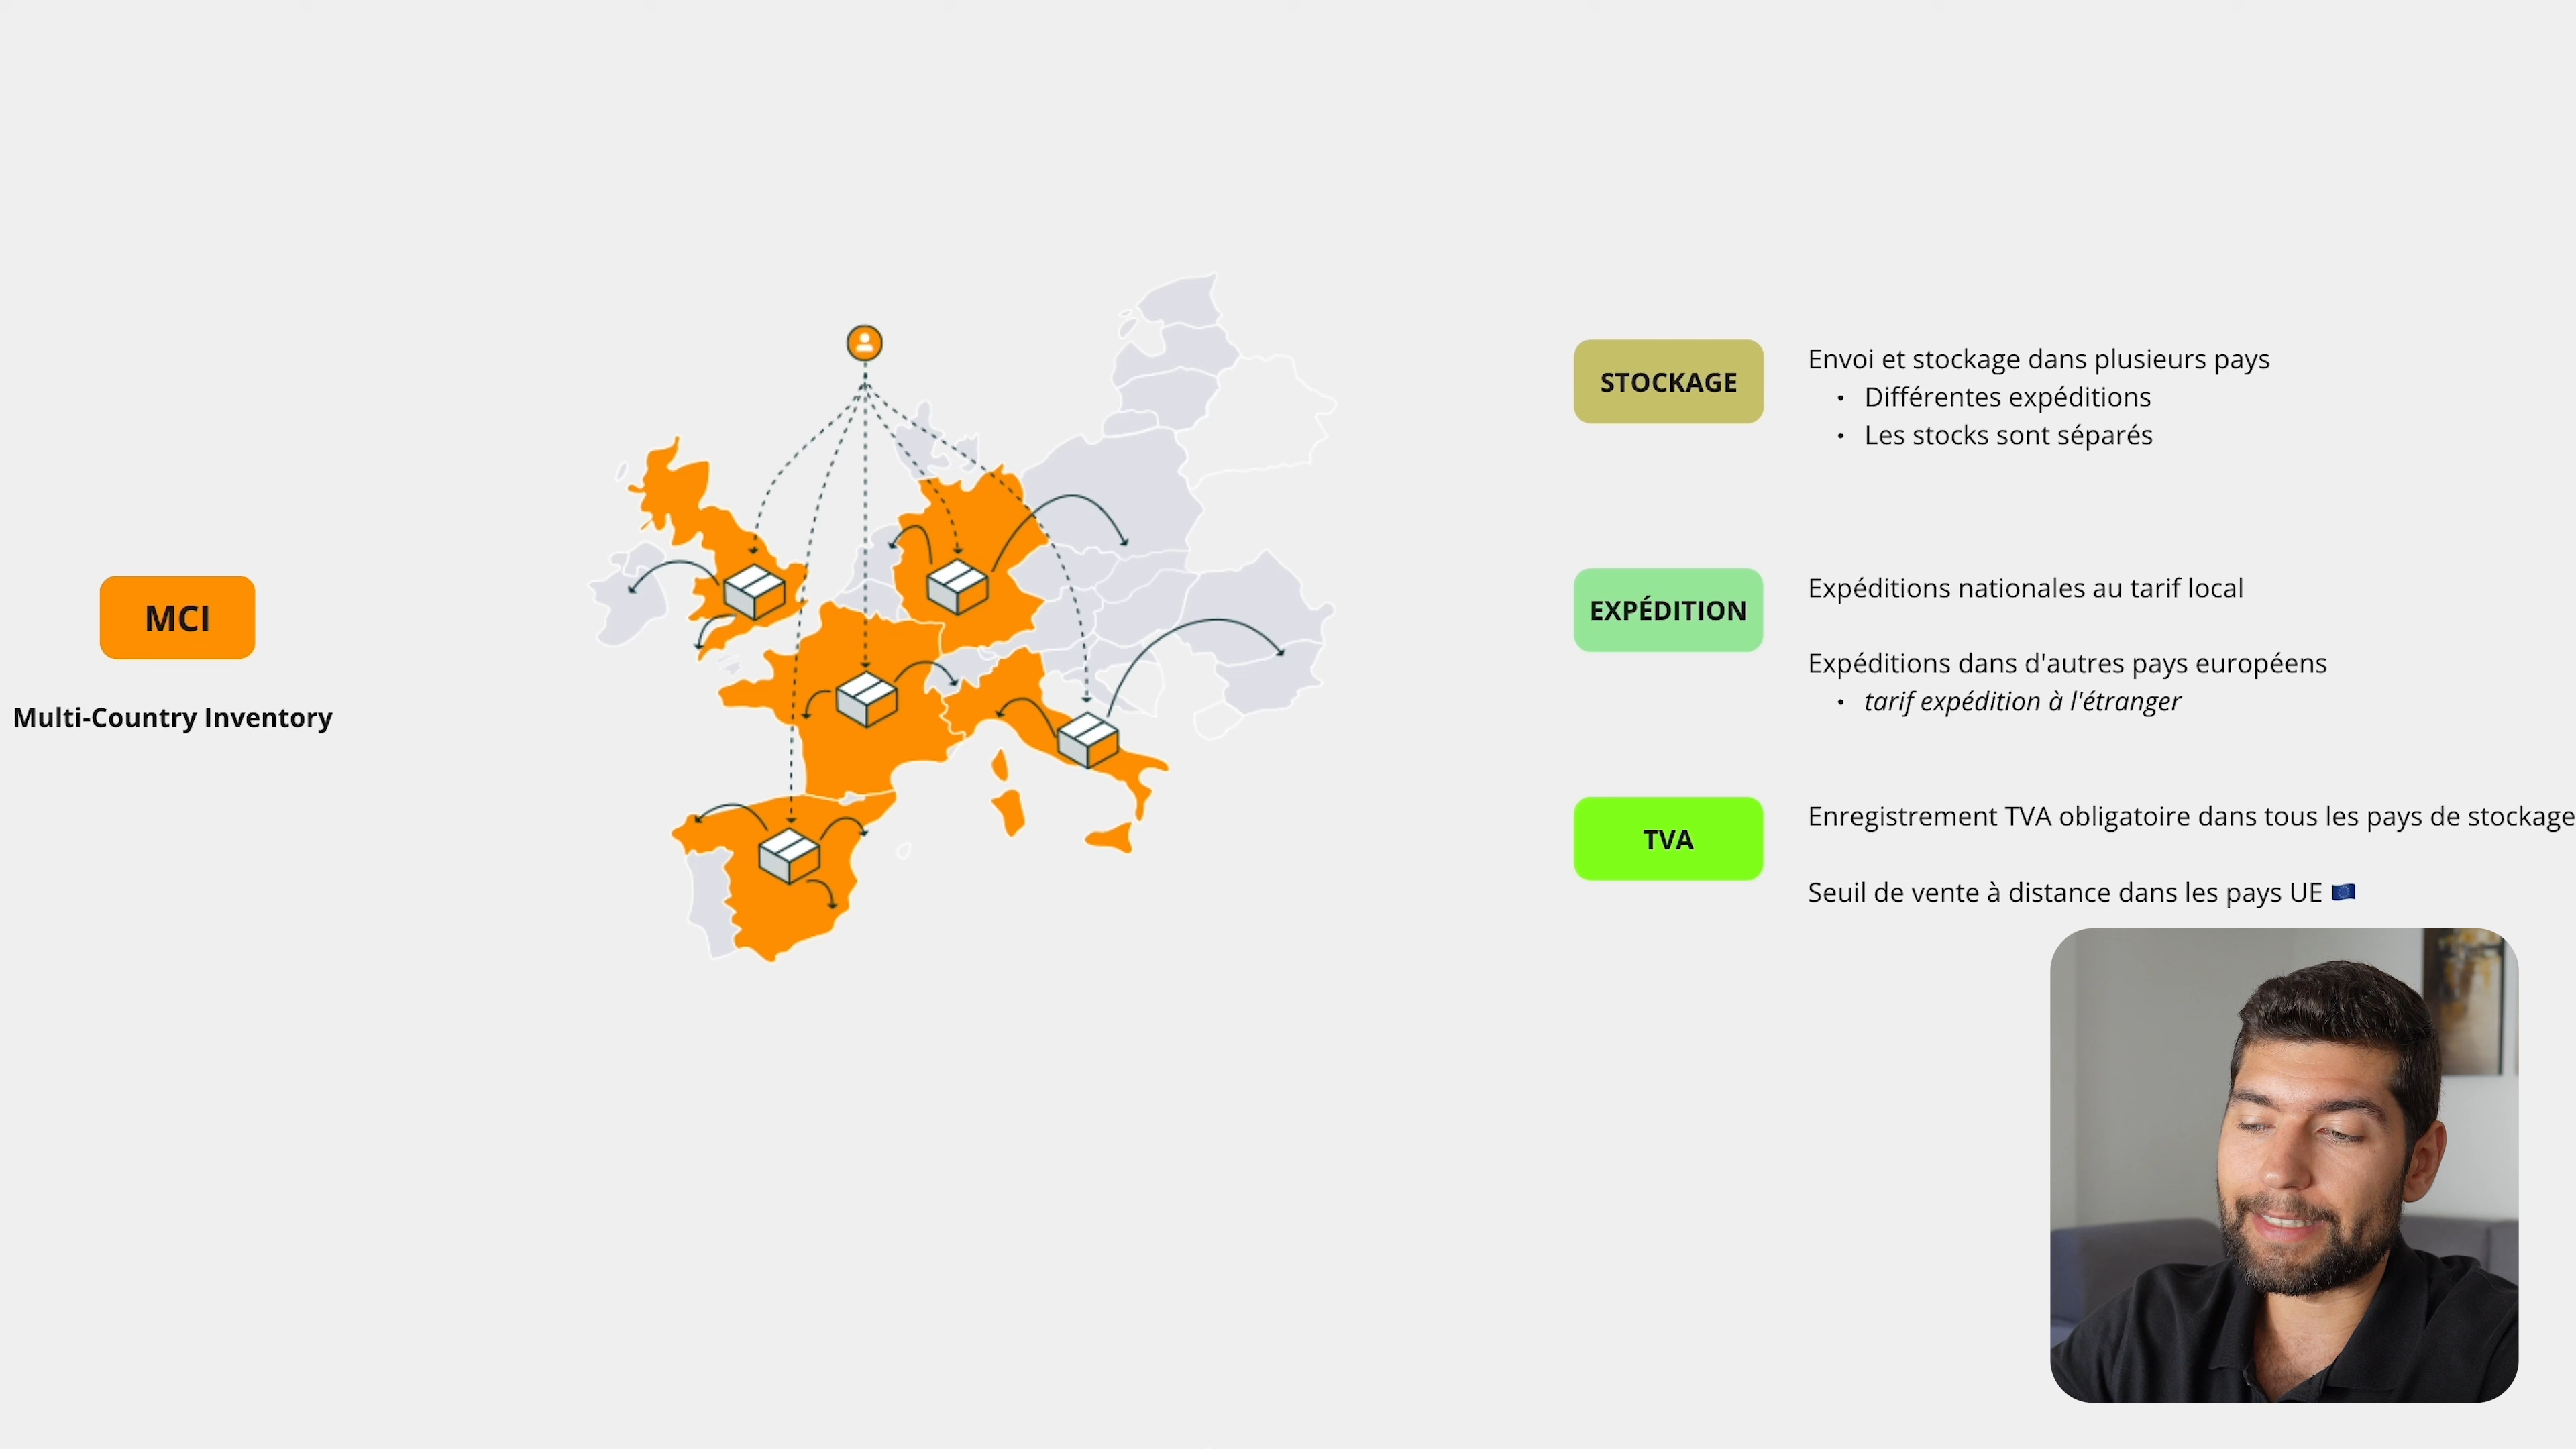 MCI
Multi-Country Inventory
STOCKAGE
Envoi et stockage dans plusieurs pays
• Différentes expéditions
• Les stocks sont séparés
EXPÉDITION
Expéditions nationales au tarif local
Expéditions dans d'autres pays européens
• tarif expédition à l'étranger
TVA
Enregistrement TVA obligatoire dans tous les pays de stockage
Seuil de vente à distance dans les pays UE 🇪🇺